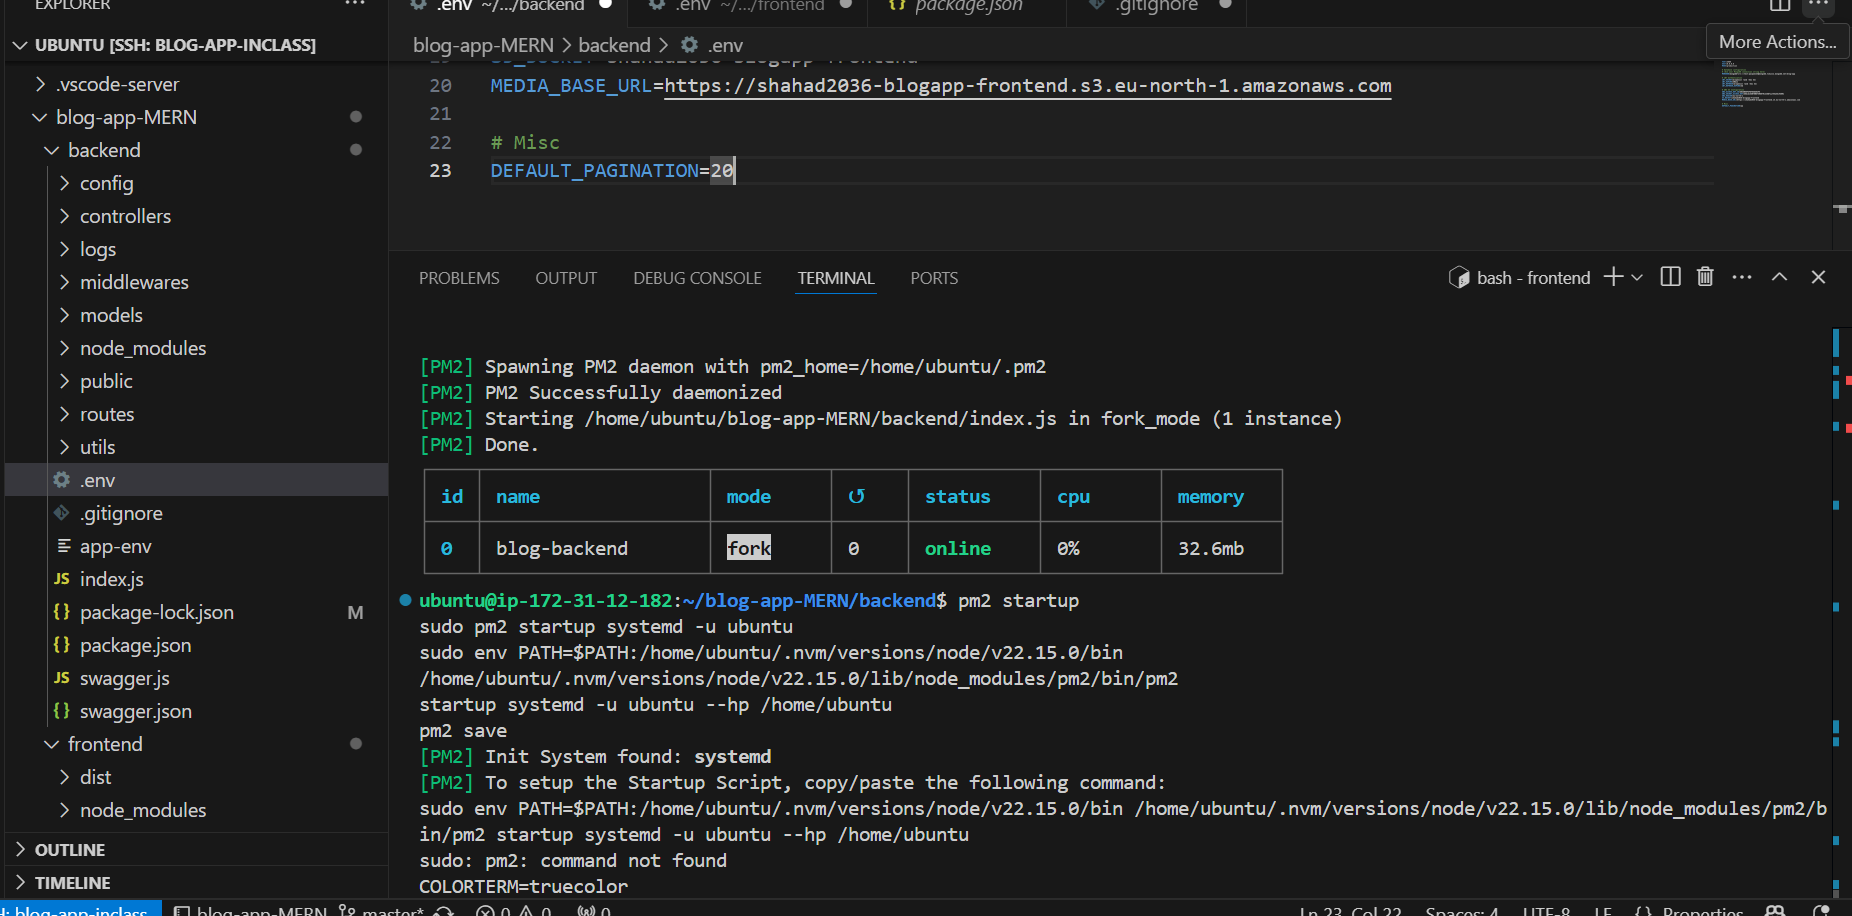 EXPLORER
UBUNTU [SSH: BLOG-APP-INCLASS]
.vscode-server
blog-app-MERN
backend
config
controllers
logs
middlewares
models
node_modules
public
routes
utils
.env
.gitignore
app-env
index.js
package-lock.json M
package.json
swagger.js
swagger.json
frontend
dist
node_modules
OUTLINE
TIMELINE
.env ~/.../backend
.env ~/.../frontend
package.json
.gitignore
More Actions...
blog-app-MERN > backend > .env
20 MEDIA_BASE_URL=https://shahad2036-blogapp-frontend.s3.eu-north-1.amazonaws.com
21
22 # Misc
23 DEFAULT_PAGINATION=20
PROBLEMS OUTPUT DEBUG CONSOLE TERMINAL PORTS
bash - frontend
[PM2] Spawning PM2 daemon with pm2_home=/home/ubuntu/.pm2
[PM2] PM2 Successfully daemonized
[PM2] Starting /home/ubuntu/blog-app-MERN/backend/index.js in fork_mode (1 instance)
[PM2] Done.
id name mode ↺ status cpu memory
0 blog-backend fork 0 online 0% 32.6mb
ubuntu@ip-172-31-12-182:~/blog-app-MERN/backend$ pm2 startup
sudo pm2 startup systemd -u ubuntu
sudo env PATH=$PATH:/home/ubuntu/.nvm/versions/node/v22.15.0/bin
/home/ubuntu/.nvm/versions/node/v22.15.0/lib/node_modules/pm2/bin/pm2
startup systemd -u ubuntu --hp /home/ubuntu
pm2 save
[PM2] Init System found: systemd
[PM2] To setup the Startup Script, copy/paste the following command:
sudo env PATH=$PATH:/home/ubuntu/.nvm/versions/node/v22.15.0/bin /home/ubuntu/.nvm/versions/node/v22.15.0/lib/node_modules/pm2/b
in/pm2 startup systemd -u ubuntu --hp /home/ubuntu
sudo: pm2: command not found
COLORTERM=truecolor
H: blog-app-inclass blog-app-MERN master* 0 0 0 Ln 23, Col 22 Spaces: 4 UTF-8 LF {} Properties